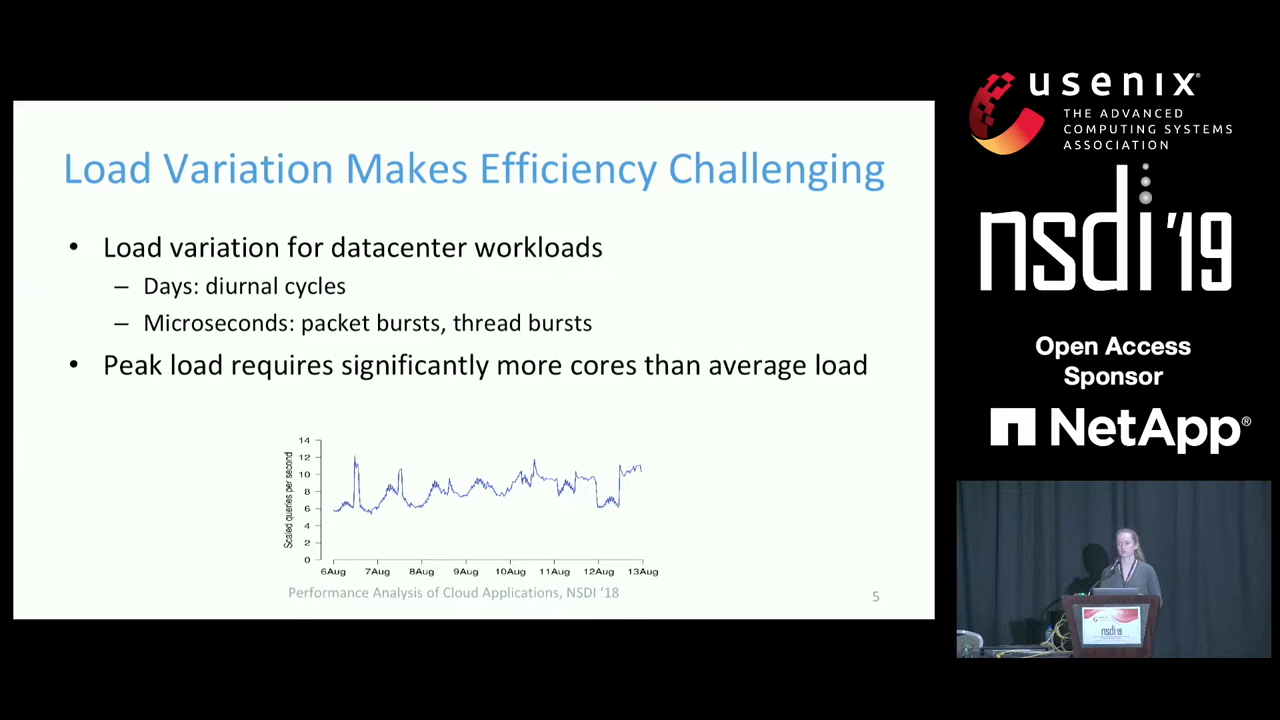 Load Variation Makes Efficiency Challenging
• Load variation for datacenter workloads
– Days: diurnal cycles
– Microseconds: packet bursts, thread bursts
• Peak load requires significantly more cores than average load
Scaled queries per second
14
12
10
8
6
4
2
0
6Aug 7Aug 8Aug 9Aug 10Aug 11Aug 12Aug 13Aug
Performance Analysis of Cloud Applications, NSDI ‘18
5
usenix®
THE ADVANCED
COMPUTING SYSTEMS
ASSOCIATION
nsdi '19
Open Access
Sponsor
NetApp®
nsdi'19